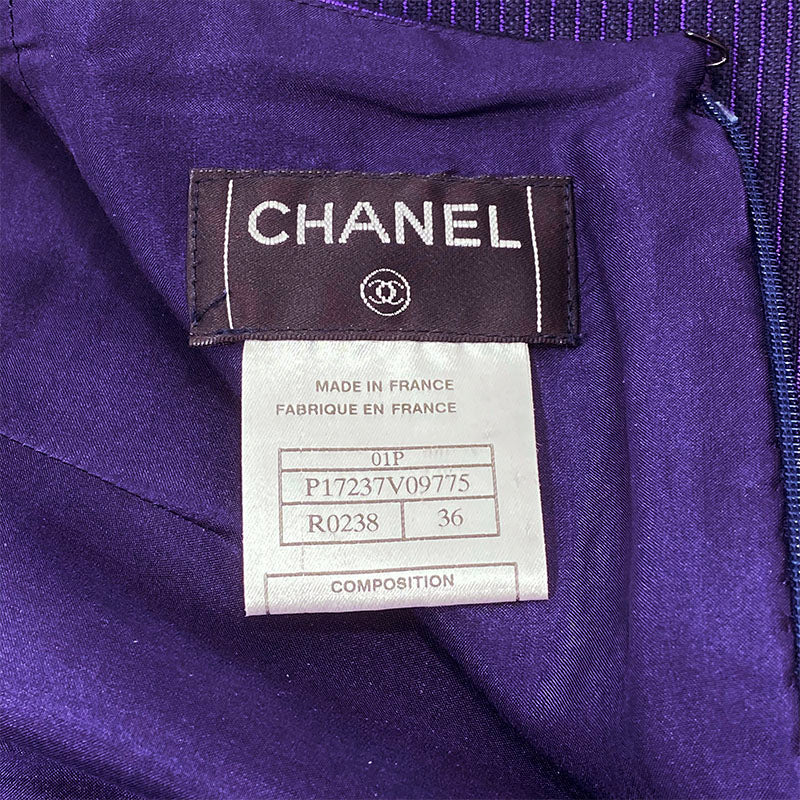 CHANEL
MADE IN FRANCE
FABRIQUE EN FRANCE
01P
P17237V09775
R0238 36
COMPOSITION